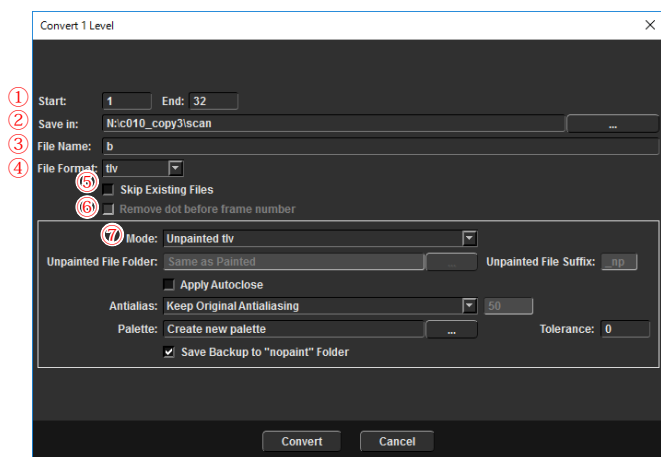 Convert 1 Level
① Start: 1 End: 32
② Save in: N:\c010_copy3\scan ...
③ File Name: b
④ File Format: tlv
⑤ Skip Existing Files
⑥ Remove dot before frame number
⑦ Mode: Unpainted tlv
Unpainted File Folder: Same as Painted ... Unpainted File Suffix: _np
Apply Autoclose
Antialias: Keep Original Antialiasing 50
Palette: Create new palette ... Tolerance: 0
Save Backup to "nopaint" Folder
Convert Cancel